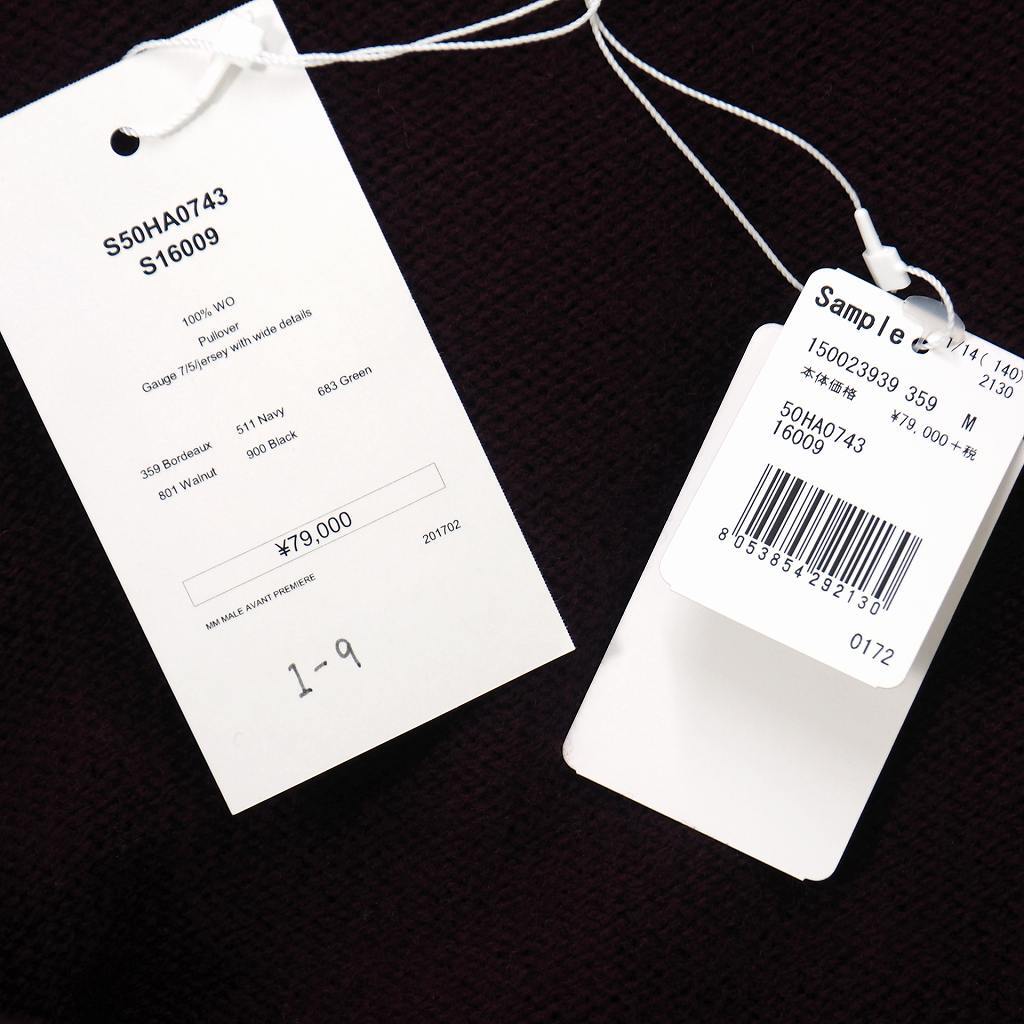 S50HA0743
S16009
100% WO
Pullover
Gauge 7/5/jersey with wide details
683 Green
359 Bordeaux 511 Navy
801 Walnut 900 Black
¥79,000
MM MALE AVANT PREMIERE 201702
1-9
Sample
/14( 140)
2130
150023939 359 M
本体価格 ¥79,000+税
50HA0743
16009
8053854292130
0172